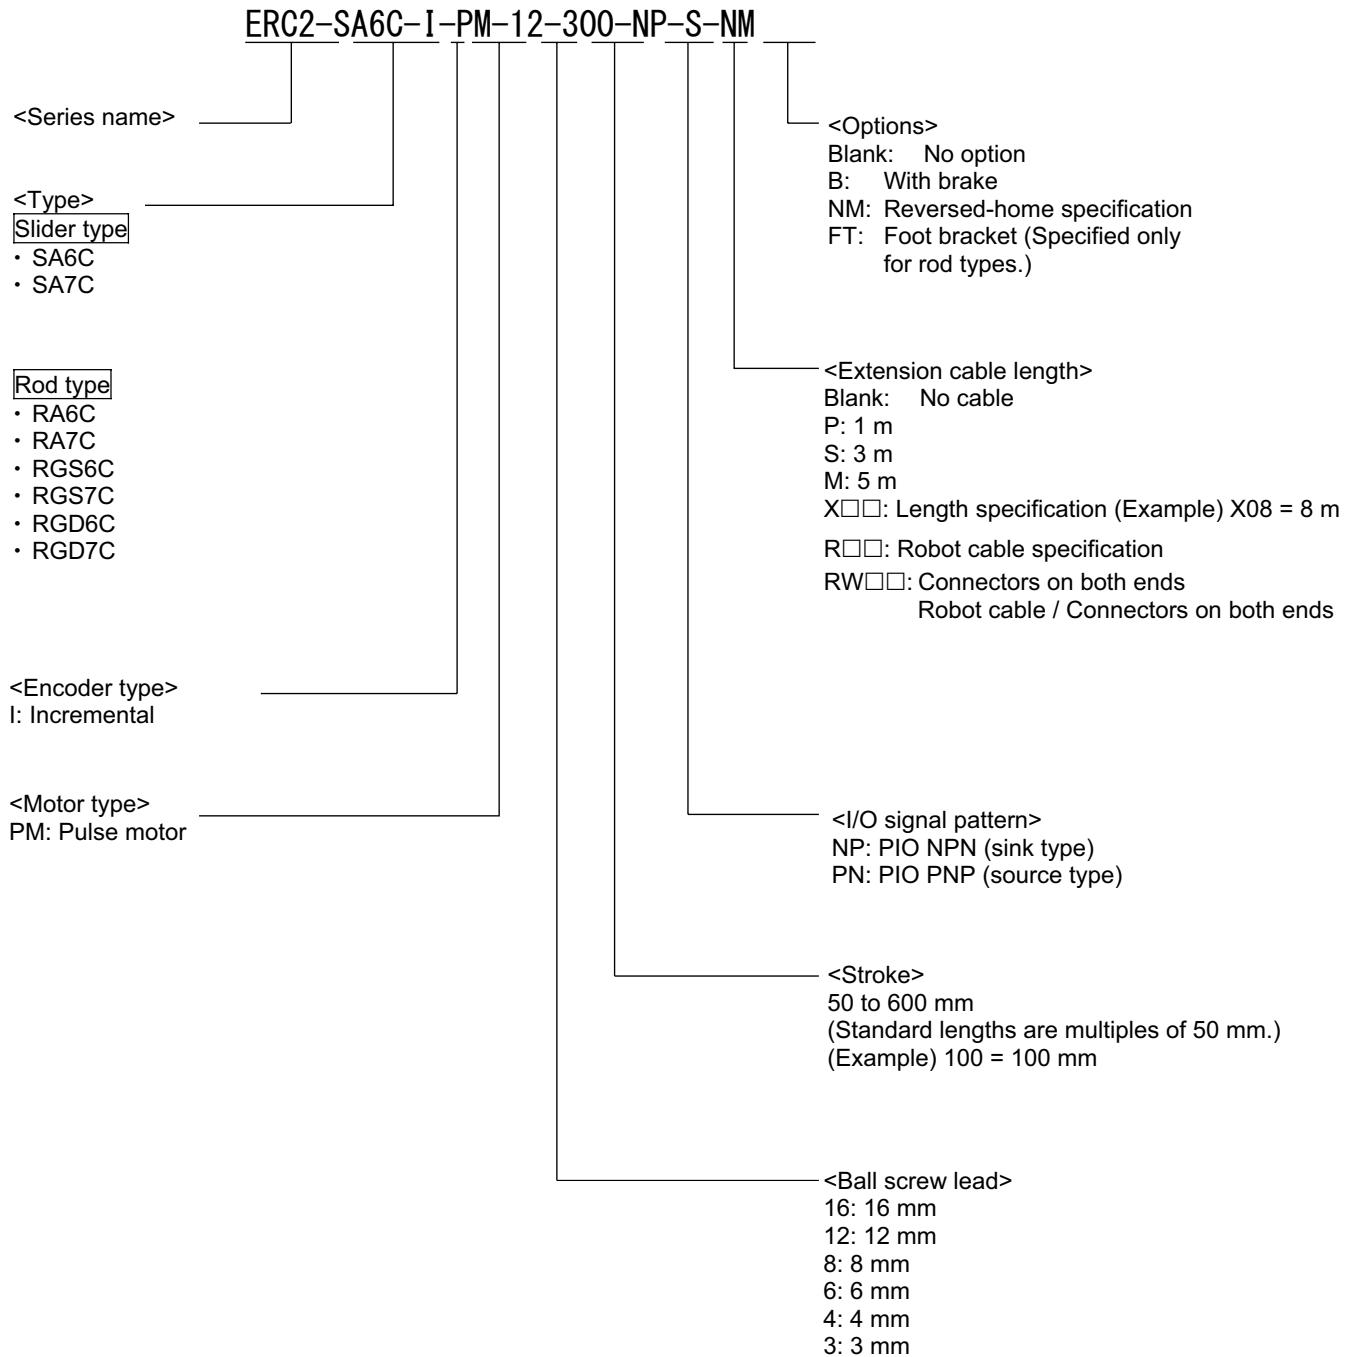 ERC2-SA6C-I-PM-12-300-NP-S-NM
<Series name>
<Type>
Slider type
・ SA6C
・ SA7C
Rod type
・ RA6C
・ RA7C
・ RGS6C
・ RGS7C
・ RGD6C
・ RGD7C
<Encoder type>
I: Incremental
<Motor type>
PM: Pulse motor
<Options>
Blank: No option
B: With brake
NM: Reversed-home specification
FT: Foot bracket (Specified only
for rod types.)
<Extension cable length>
Blank: No cable
P: 1 m
S: 3 m
M: 5 m
X□□: Length specification (Example) X08 = 8 m
R□□: Robot cable specification
RW□□: Connectors on both ends
Robot cable / Connectors on both ends
<I/O signal pattern>
NP: PIO NPN (sink type)
PN: PIO PNP (source type)
<Stroke>
50 to 600 mm
(Standard lengths are multiples of 50 mm.)
(Example) 100 = 100 mm
<Ball screw lead>
16: 16 mm
12: 12 mm
8: 8 mm
6: 6 mm
4: 4 mm
3: 3 mm